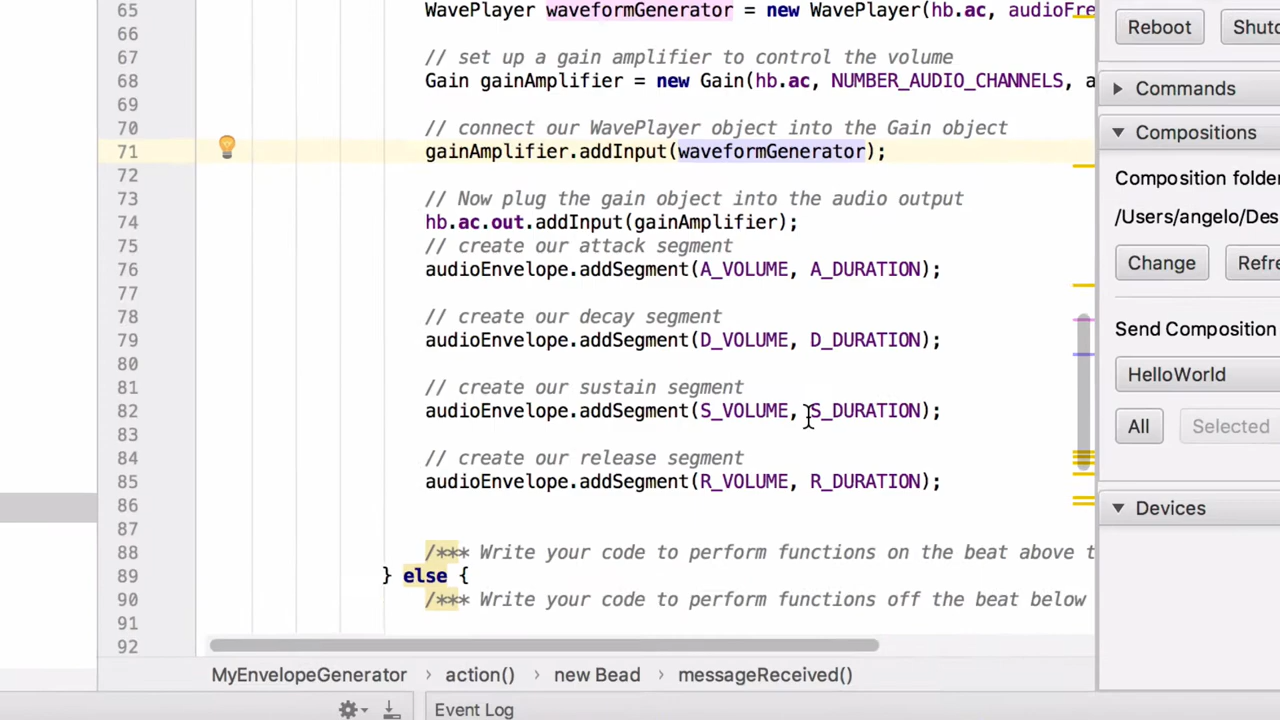 65 WavePlayer waveformGenerator = new WavePlayer(hb.ac, audioFre
66
67 // set up a gain amplifier to control the volume
68 Gain gainAmplifier = new Gain(hb.ac, NUMBER_AUDIO_CHANNELS, a
69
70 // connect our WavePlayer object into the Gain object
71 gainAmplifier.addInput(waveformGenerator);
72
73 // Now plug the gain object into the audio output
74 hb.ac.out.addInput(gainAmplifier);
75 // create our attack segment
76 audioEnvelope.addSegment(A_VOLUME, A_DURATION);
77
78 // create our decay segment
79 audioEnvelope.addSegment(D_VOLUME, D_DURATION);
80
81 // create our sustain segment
82 audioEnvelope.addSegment(S_VOLUME, S_DURATION);
83
84 // create our release segment
85 audioEnvelope.addSegment(R_VOLUME, R_DURATION);
86
87
88 /*** Write your code to perform functions on the beat above t
89 } else {
90 /*** Write your code to perform functions off the beat below
91
92
MyEnvelopeGenerator › action() › new Bead › messageReceived()
Event Log
Reboot Shutc
Commands
Compositions
Composition folder
/Users/angelo/Des
Change Refre
Send Composition
HelloWorld
All Selected
Devices